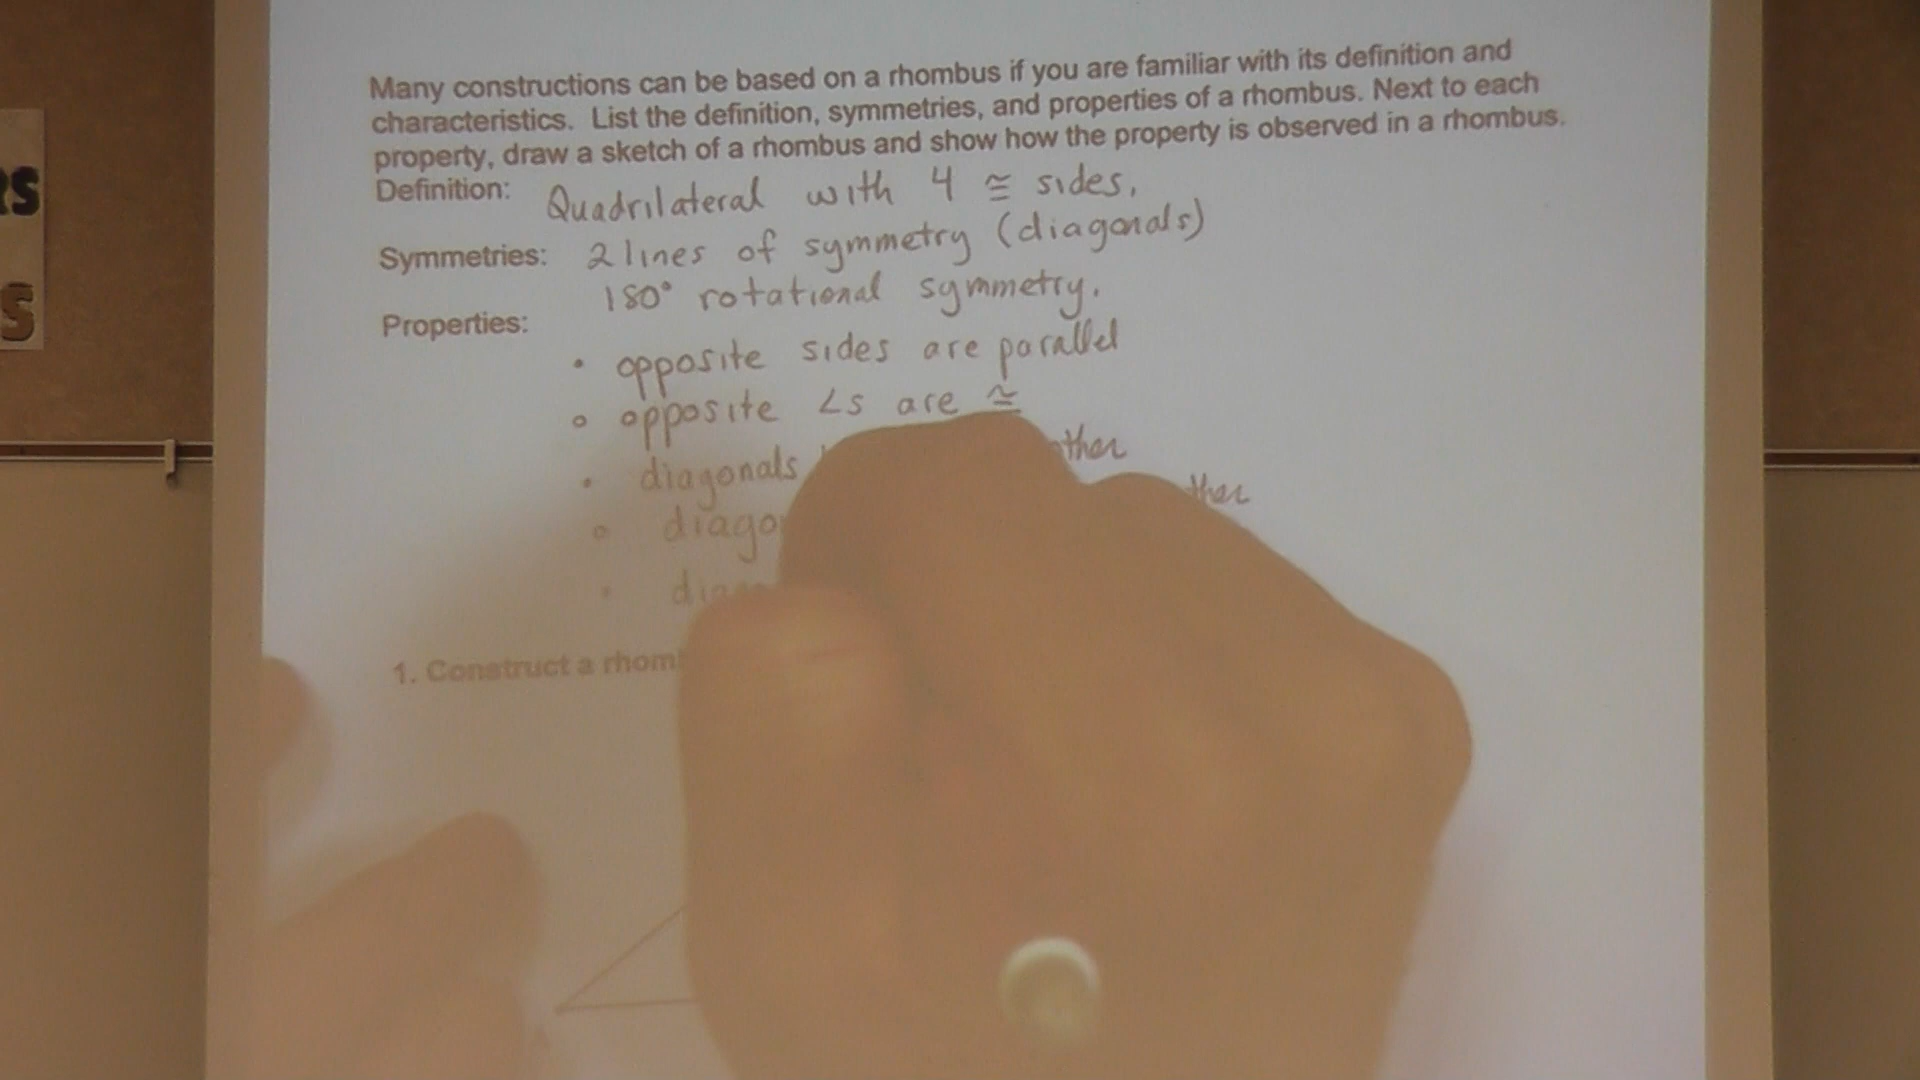 Many constructions can be based on a rhombus if you are familiar with its definition and
characteristics. List the definition, symmetries, and properties of a rhombus. Next to each
property, draw a sketch of a rhombus and show how the property is observed in a rhombus.
Definition: Quadrilateral with 4 ≅ sides.
Symmetries: 2 lines of symmetry (diagonals)
180° rotational symmetry.
Properties:
• opposite sides are parallel
∘ opposite ∠s are ≅
• diagonals
1. Construct a
S
S